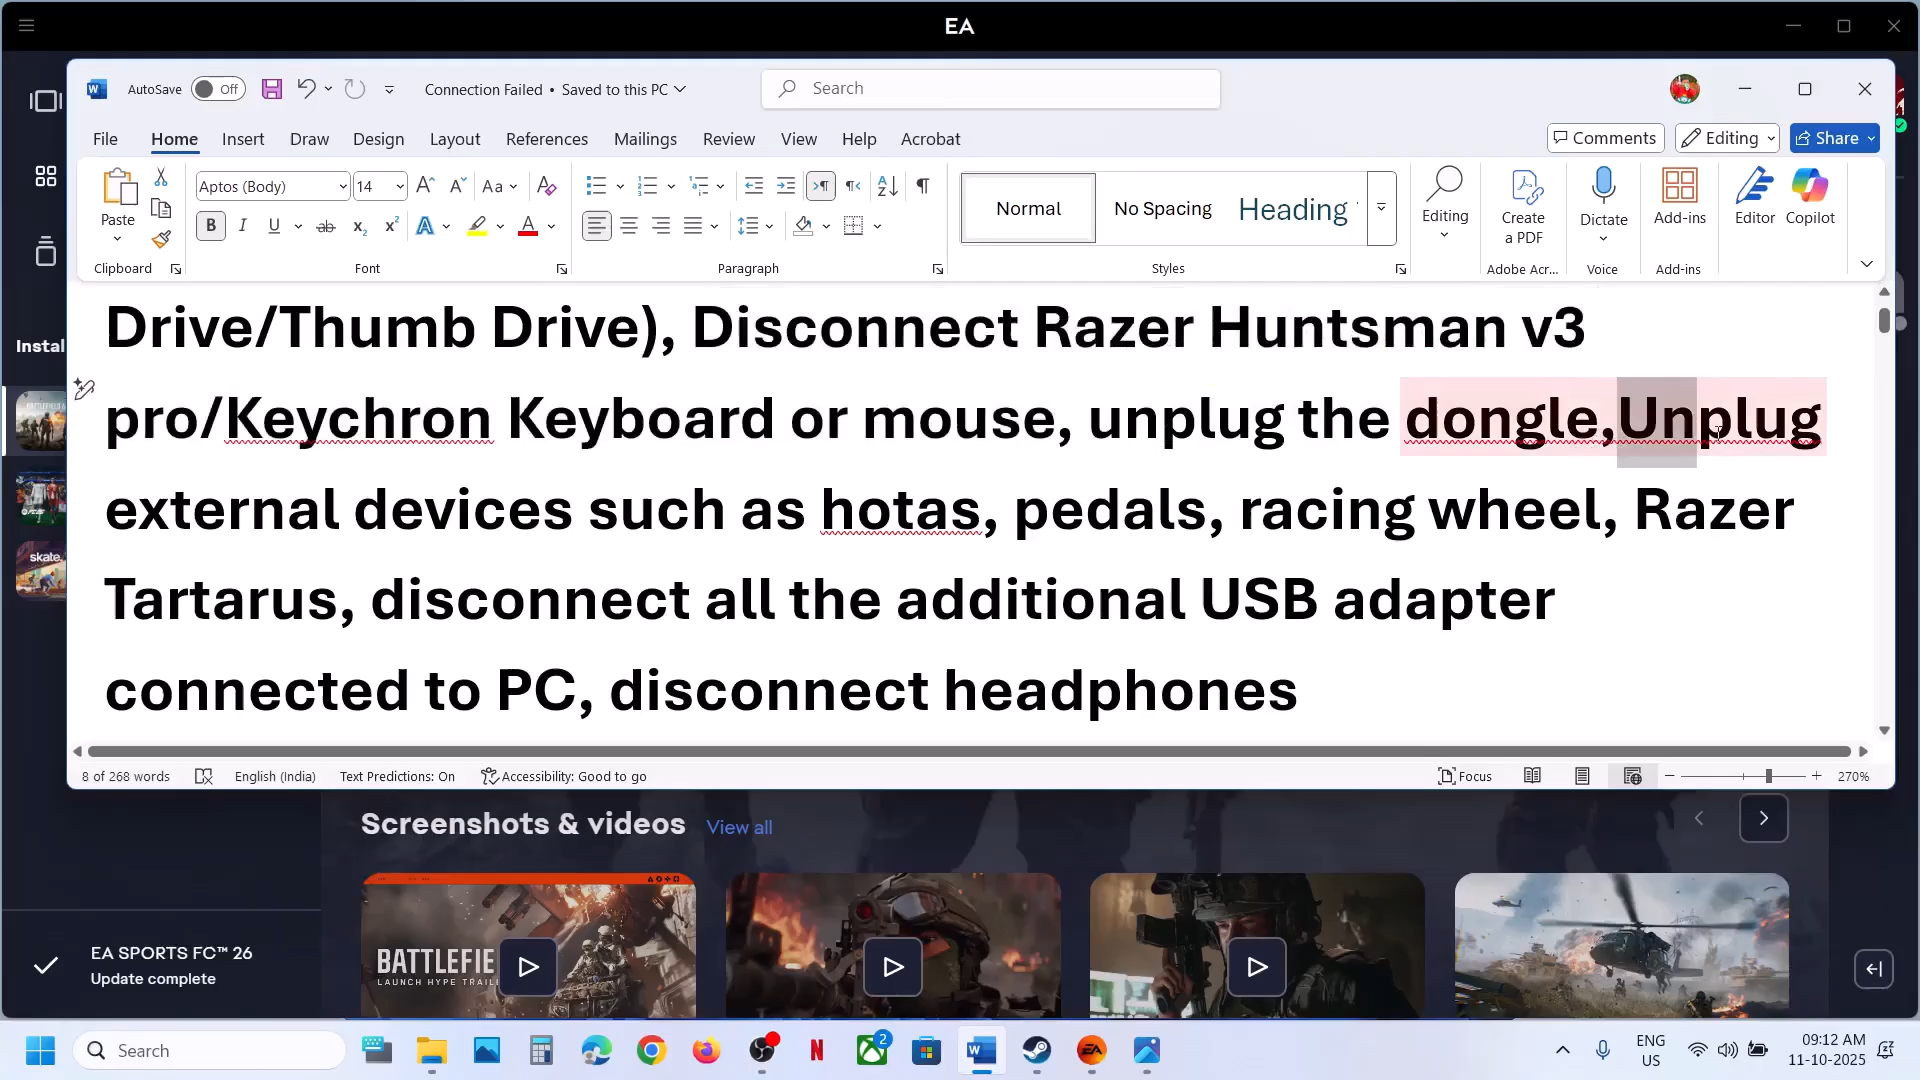 EA
AutoSave Off Connection Failed • Saved to this PC Search
File Home Insert Draw Design Layout References Mailings Review View Help Acrobat Comments Editing Share
Paste Aptos (Body) 14 Normal No Spacing Heading Editing Create a PDF Dictate Add-ins Editor Copilot
Clipboard Font Paragraph Styles Adobe Acr... Voice Add-ins
Instal
Drive/Thumb Drive), Disconnect Razer Huntsman v3
pro/Keychron Keyboard or mouse, unplug the dongle,Unplug
external devices such as hotas, pedals, racing wheel, Razer
Tartarus, disconnect all the additional USB adapter
connected to PC, disconnect headphones
skate.
8 of 268 words English (India) Text Predictions: On Accessibility: Good to go Focus 270%
Screenshots & videos View all
EA SPORTS FC™ 26
Update complete
BATTLEFIE
LAUNCH HYPE TRAIL
Search 2 ENG US 09:12 AM 11-10-2025